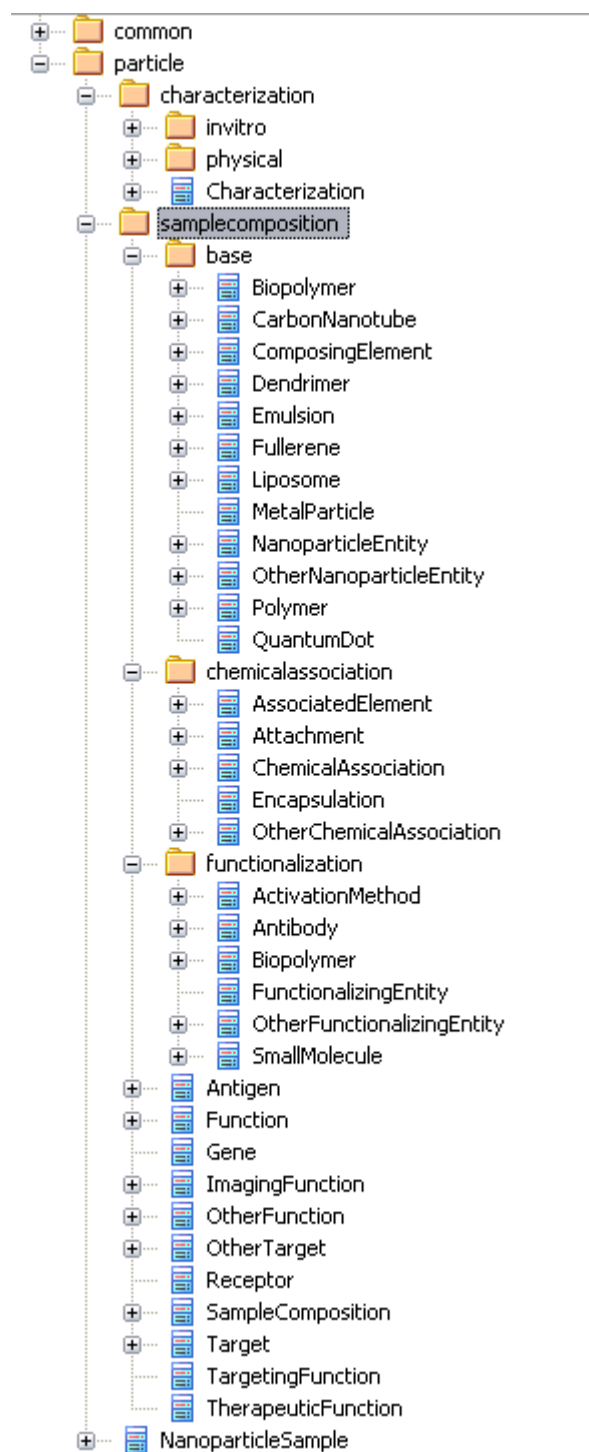 common
particle
characterization
invitro
physical
Characterization
samplecomposition
base
Biopolymer
CarbonNanotube
ComposingElement
Dendrimer
Emulsion
Fullerene
Liposome
MetalParticle
NanoparticleEntity
OtherNanoparticleEntity
Polymer
QuantumDot
chemicalassociation
AssociatedElement
Attachment
ChemicalAssociation
Encapsulation
OtherChemicalAssociation
functionalization
ActivationMethod
Antibody
Biopolymer
FunctionalizingEntity
OtherFunctionalizingEntity
SmallMolecule
Antigen
Function
Gene
ImagingFunction
OtherFunction
OtherTarget
Receptor
SampleComposition
Target
TargetingFunction
TherapeuticFunction
NanoparticleSample